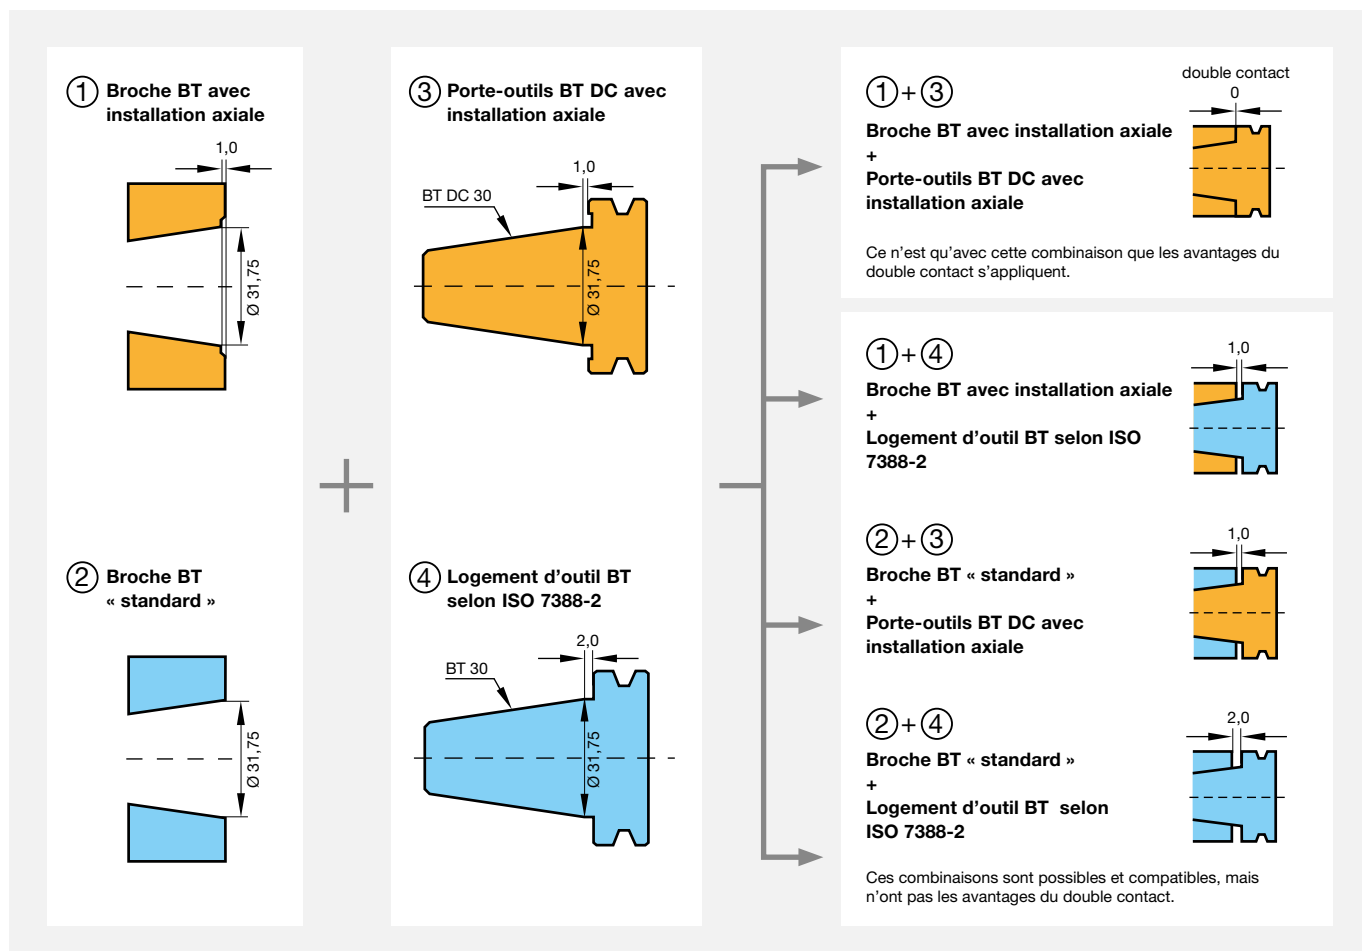 ① Broche BT avec
installation axiale
1,0
Ø 31,75
② Broche BT
« standard »
Ø 31,75
③ Porte-outils BT DC avec
installation axiale
1,0
BT DC 30
Ø 31,75
④ Logement d’outil BT
selon ISO 7388-2
2,0
BT 30
Ø 31,75
①+③
double contact
0
Broche BT avec installation axiale
+
Porte-outils BT DC avec
installation axiale
Ce n’est qu’avec cette combinaison que les avantages du
double contact s’appliquent.
①+④
1,0
Broche BT avec installation axiale
+
Logement d’outil BT selon ISO
7388-2
②+③
1,0
Broche BT « standard »
+
Porte-outils BT DC avec
installation axiale
②+④
2,0
Broche BT « standard »
+
Logement d’outil BT selon
ISO 7388-2
Ces combinaisons sont possibles et compatibles, mais
n’ont pas les avantages du double contact.